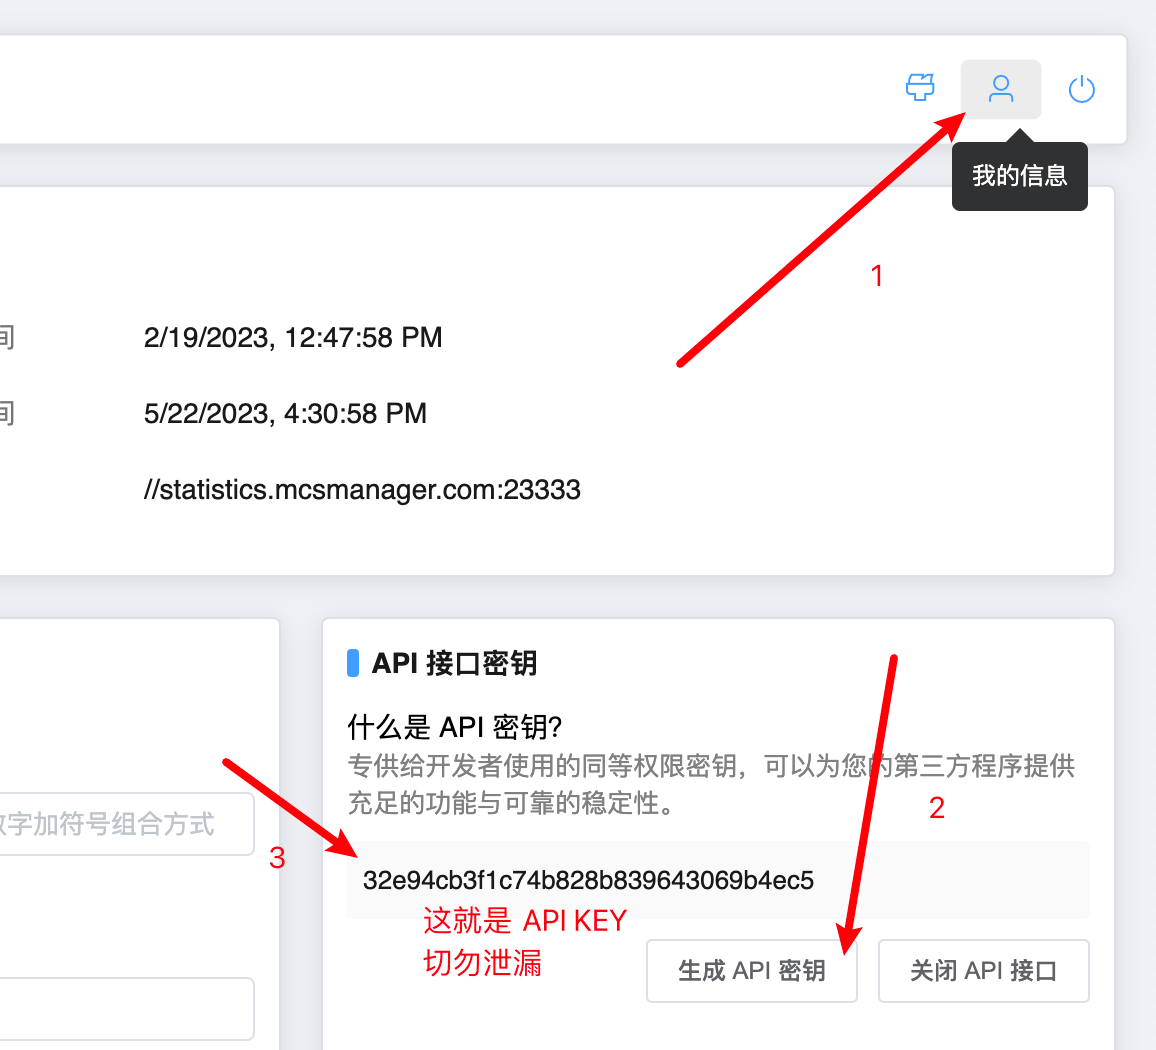 我的信息
1
间
2/19/2023, 12:47:58 PM
间
5/22/2023, 4:30:58 PM
//statistics.mcsmanager.com:23333
API 接口密钥
什么是 API 密钥?
专供给开发者使用的同等权限密钥，可以为您的第三方程序提供
充足的功能与可靠的稳定性。
2
字加符号组合方式
3
32e94cb3f1c74b828b839643069b4ec5
这就是 API KEY
切勿泄漏
生成 API 密钥
关闭 API 接口